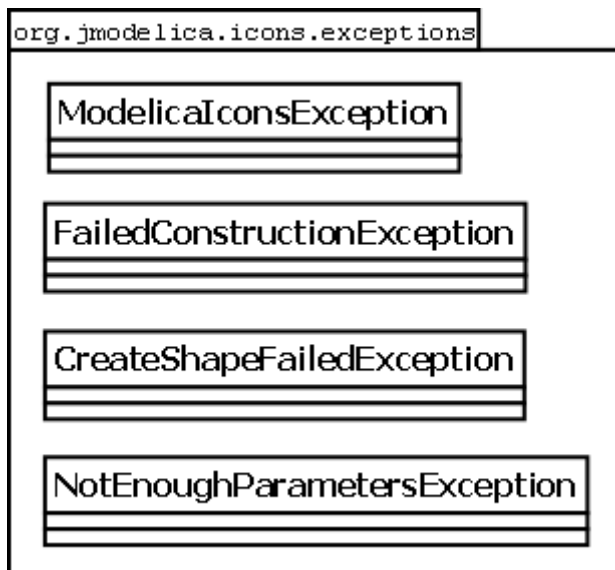 org.jmodelica.icons.exceptions
ModelicaIconsException
FailedConstructionException
CreateShapeFailedException
NotEnoughParametersException